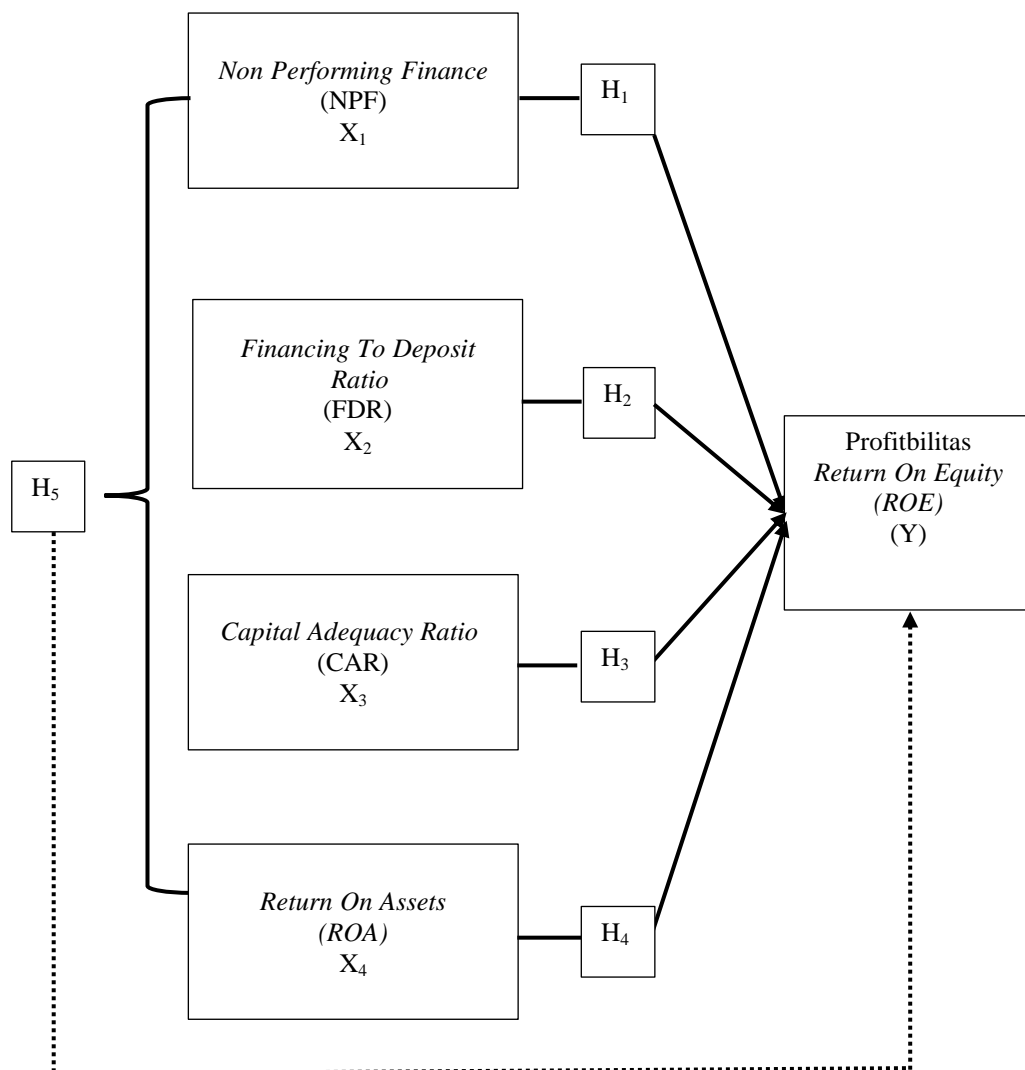 Non Performing Finance
(NPF)
X₁
H₁
Financing To Deposit
Ratio
(FDR)
X₂
H₂
Profitbilitas
Return On Equity
(ROE)
(Y)
H₅
Capital Adequacy Ratio
(CAR)
X₃
H₃
Return On Assets
(ROA)
X₄
H₄